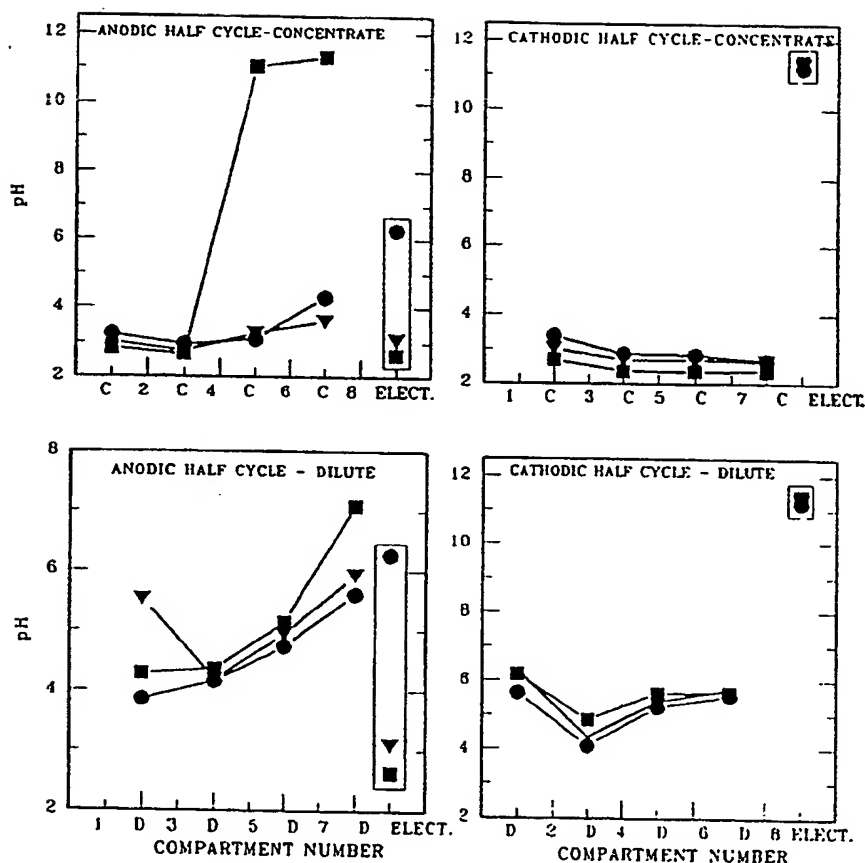 ANODIC HALF CYCLE-CONCENTRATE
12
10
8
6
4
2
pH
C 2 C 4 C 6 C 8 ELECT.
CATHODIC HALF CYCLE-CONCENTRATE
12
10
8
6
4
2
1 C 3 C 5 C 7 C ELECT.
ANODIC HALF CYCLE - DILUTE
8
6
4
2
pH
1 D 3 D 5 D 7 D ELECT.
COMPARTMENT NUMBER
CATHODIC HALF CYCLE - DILUTE
12
10
8
6
4
2
D 2 D 4 D 6 D 8 ELECT.
COMPARTMENT NUMBER